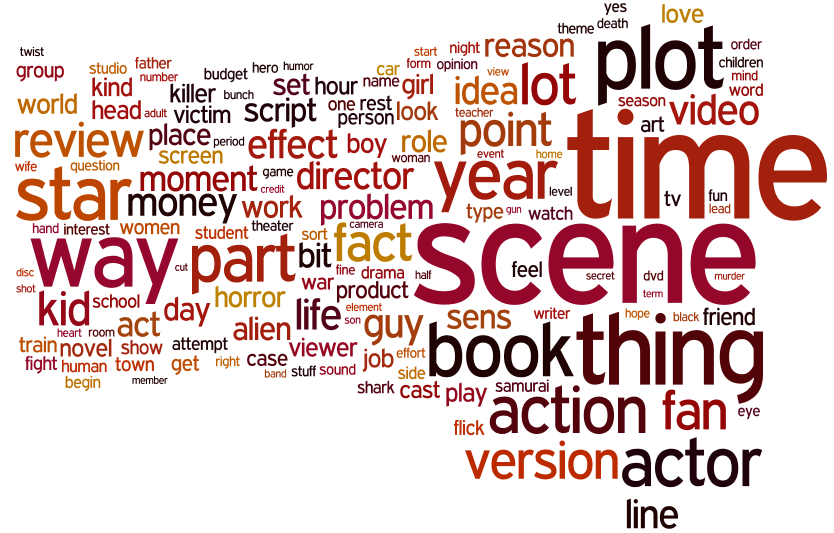 yes
love
twist
theme death
plot
order
studio father
start night reason
group
number
budget hero humor
form opinion
children
kind
car
view
mind
killer bunch
set hour name girl
idea lot
word
world
head adult victim script
one rest
person
look
teacher
season
video
review place period
effect boy role point
art
time
screen
woman
event home
wife question
star
moment game director
year level
credit
money work problem
type gun watch
tv fun
lead
hand interest women student theater sort camera
fact
scene
way cut part bit
feel secret dvd murder
disc
fine drama half
shot
war product
term
kid school day horror
life element
son
guy sens writer
hope black friend
heart room act alien
book thing
train novel show attempt
viewer job effort
fight human town get right case
side
begin member
band stuff sound
shark cast play samurai
action fan eye
flick
version actor
line